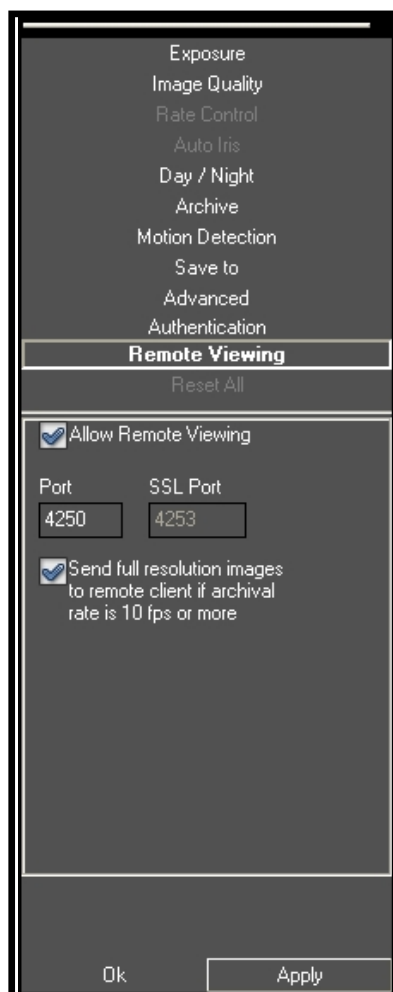 Exposure
Image Quality
Rate Control
Auto Iris
Day / Night
Archive
Motion Detection
Save to
Advanced
Authentication
Remote Viewing
Reset All
Allow Remote Viewing
Port SSL Port
4250 4253
Send full resolution images
to remote client if archival
rate is 10 fps or more
Ok Apply